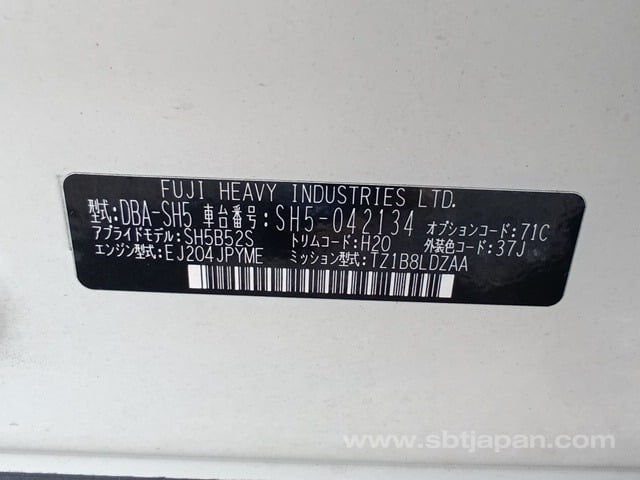 FUJI HEAVY INDUSTRIES LTD.
型式:DBA-SH5 車台番号:SH5-042134 オプションコード:71C
アプライドモデル:SH5B52S トリムコード:H20 外装色コード:37J
エンジン型式:EJ204JPYME ミッション型式:TZ1B8LDZAA
www.sbtjapan.com